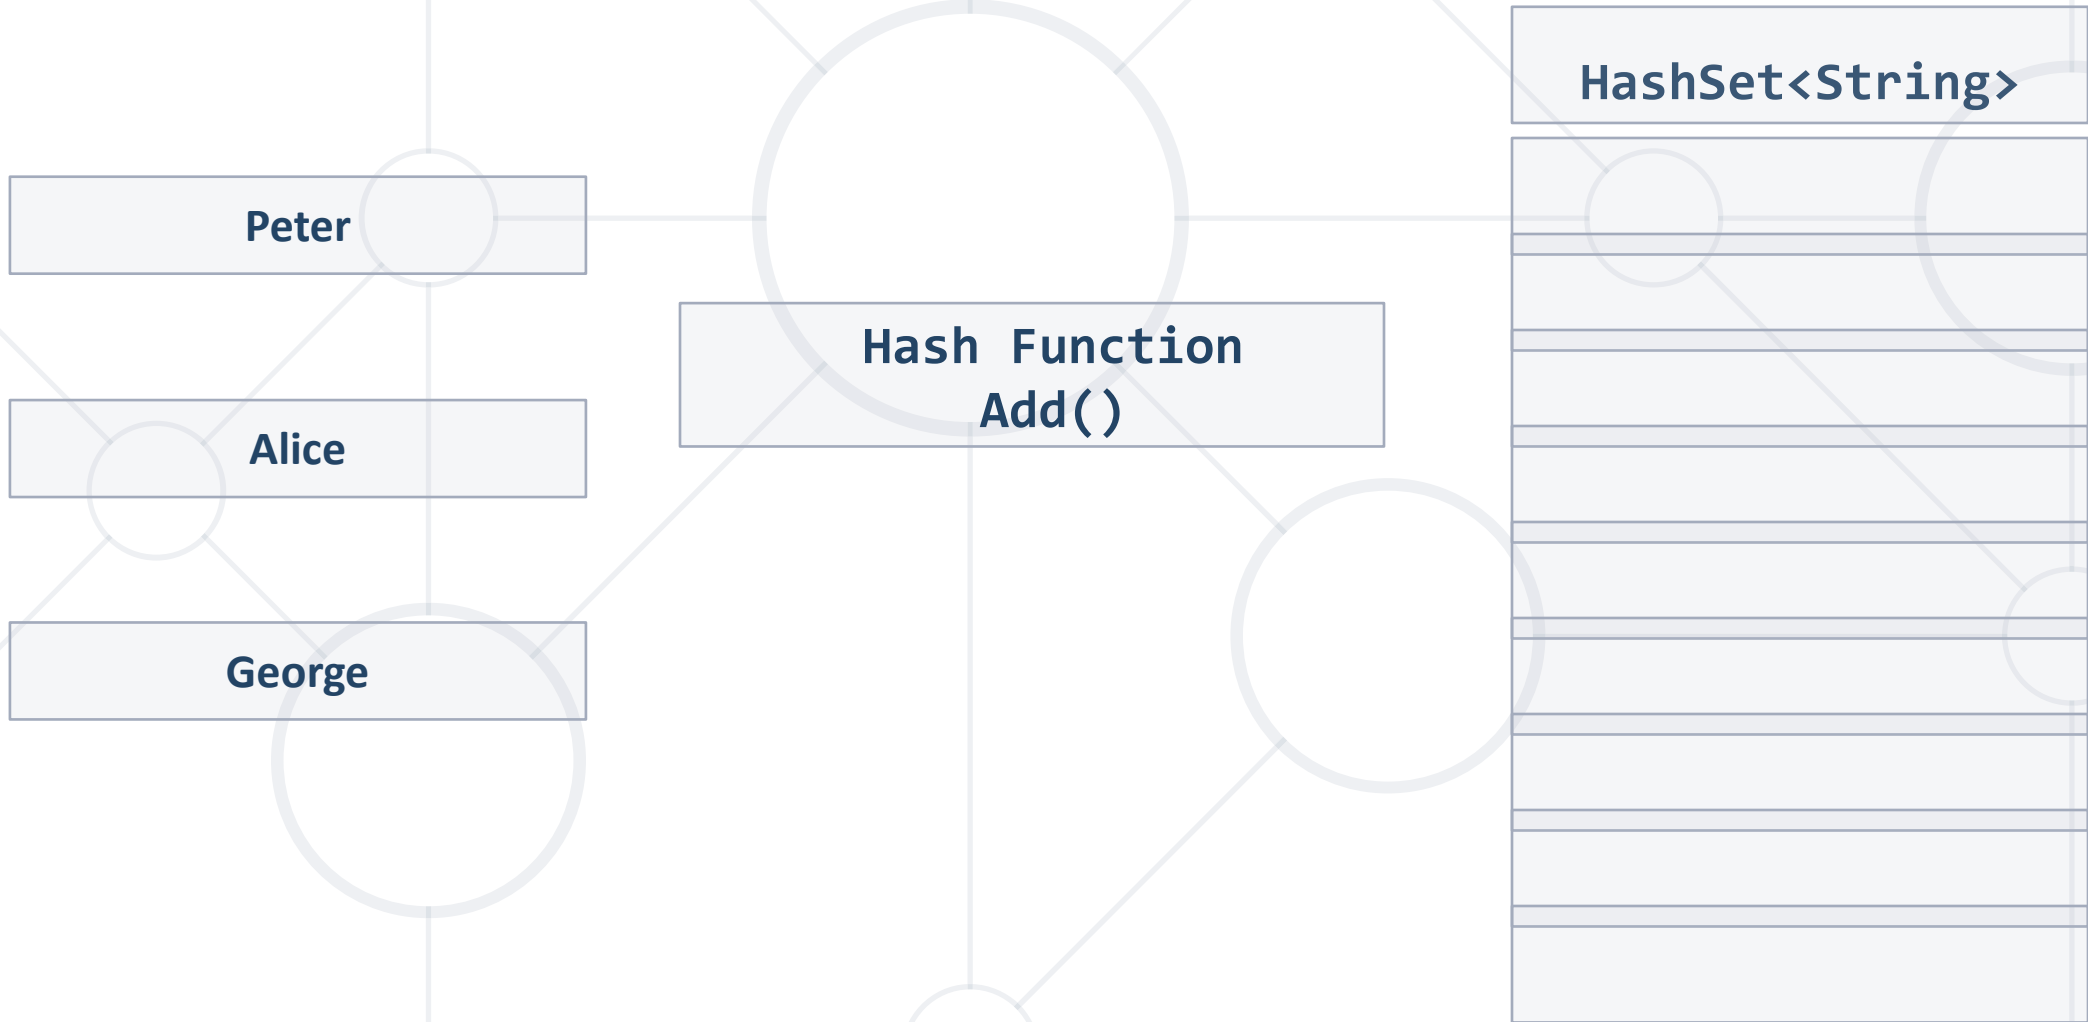 HashSet<String>
Peter
Hash Function
Add()
Alice
George